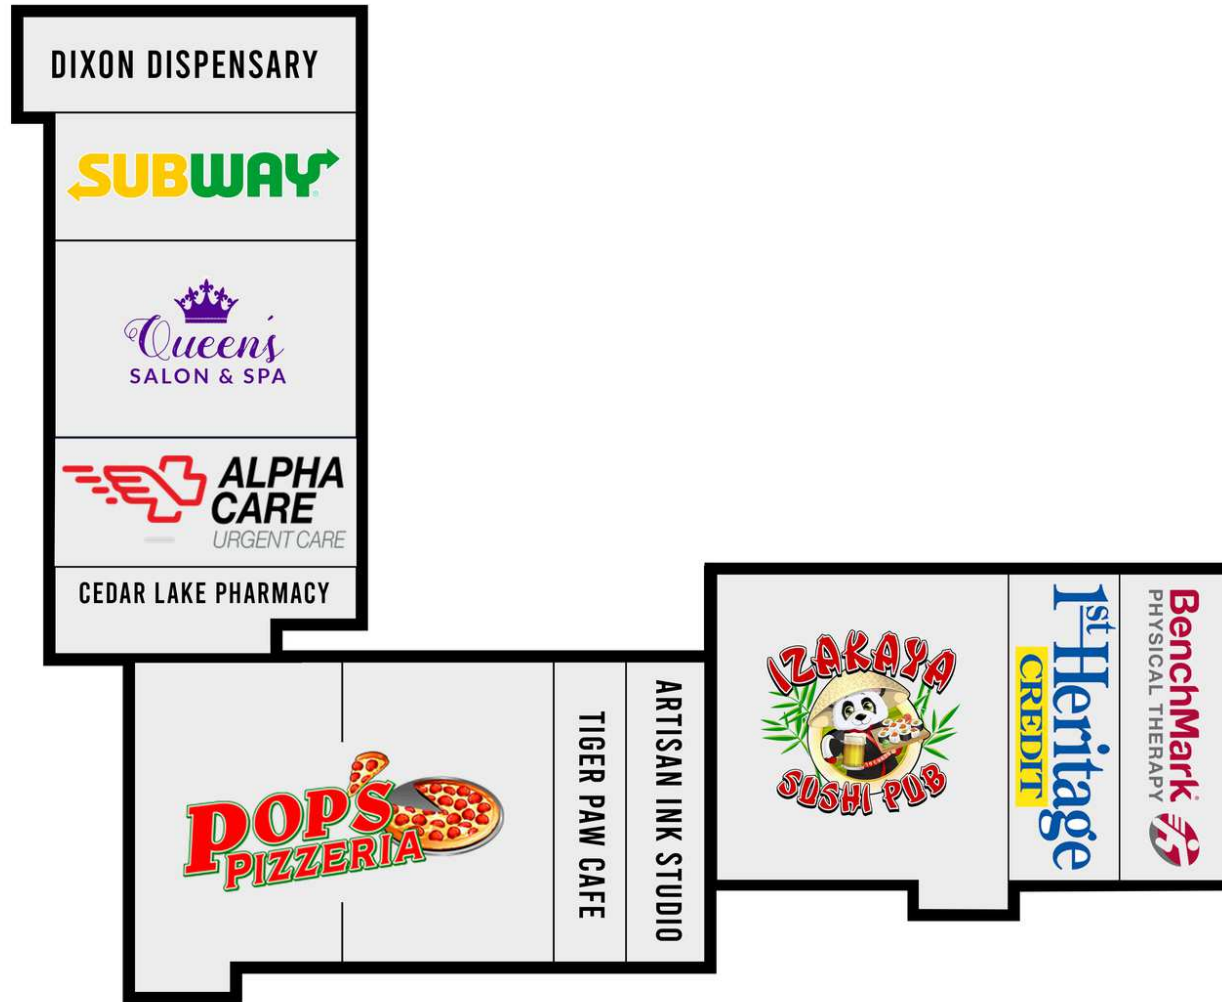 DIXON DISPENSARY
SUBWAY
Queen's
SALON & SPA
ALPHA
CARE
URGENT CARE
CEDAR LAKE PHARMACY
POP'S
PIZZERIA
TIGER PAW CAFE
ARTISAN INK STUDIO
IZAKAYA
SUSHI PUB
1st Heritage
CREDIT
BenchMark
PHYSICAL THERAPY